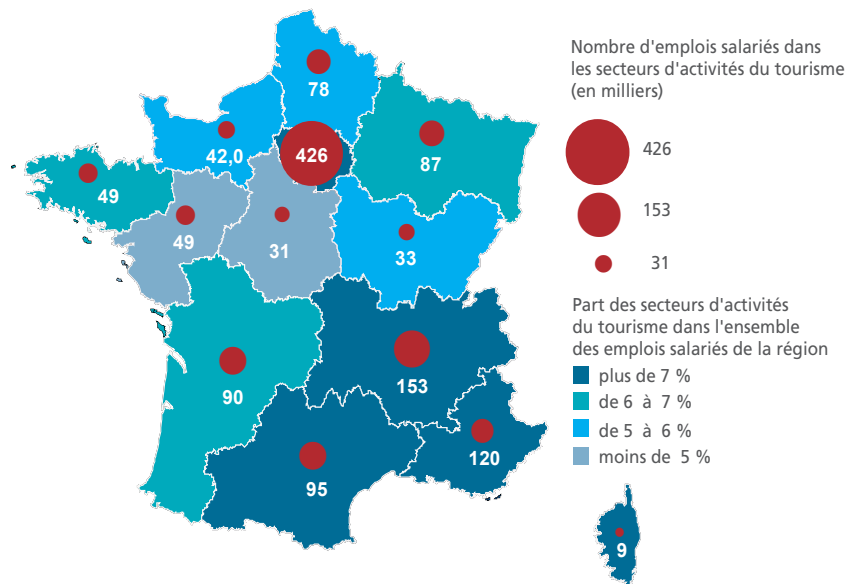 Nombre d'emplois salariés dans
les secteurs d'activités du tourisme
(en milliers)
426
153
31
Part des secteurs d'activités
du tourisme dans l'ensemble
des emplois salariés de la région
plus de 7 %
de 6 à 7 %
de 5 à 6 %
moins de 5 %
78
42,0
426
87
49
49
31
33
90
153
95
120
9